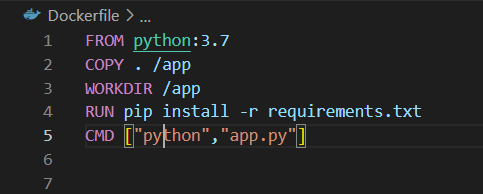 Dockerfile > ...
1 FROM python:3.7
2 COPY . /app
3 WORKDIR /app
4 RUN pip install -r requirements.txt
5 CMD ["python","app.py"]
6
7